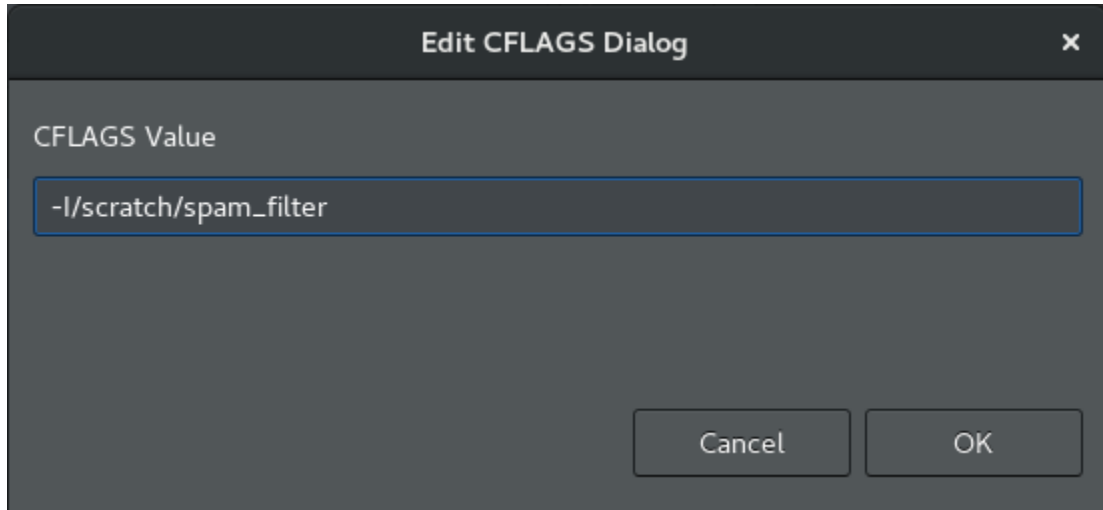 Edit CFLAGS Dialog ×
CFLAGS Value
-I/scratch/spam_filter
Cancel OK